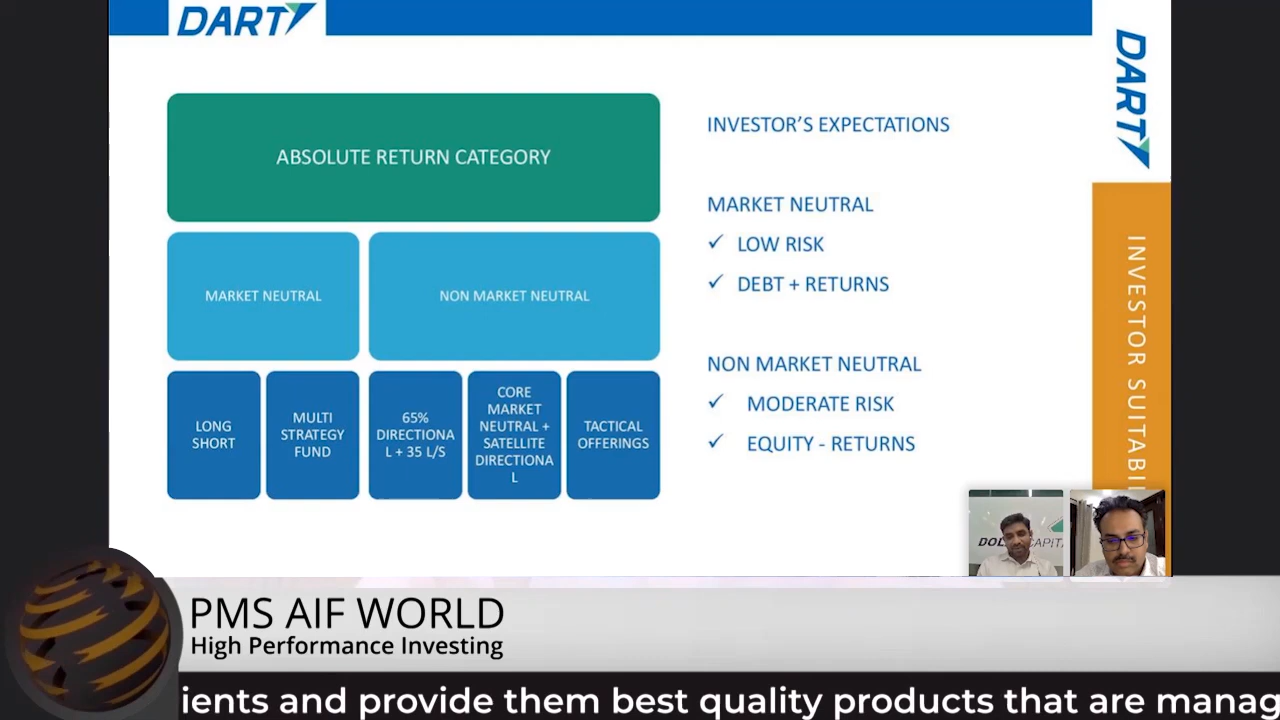 DART
DART
ABSOLUTE RETURN CATEGORY
MARKET NEUTRAL
NON MARKET NEUTRAL
LONG
SHORT
MULTI
STRATEGY
FUND
65%
DIRECTIONA
L + 35 L/S
CORE
MARKET
NEUTRAL +
SATELLITE
DIRECTIONA
L
TACTICAL
OFFERINGS
INVESTOR’S EXPECTATIONS
MARKET NEUTRAL
✓ LOW RISK
✓ DEBT + RETURNS
NON MARKET NEUTRAL
✓ MODERATE RISK
✓ EQUITY - RETURNS
INVESTOR SUITABI
PMS AIF WORLD
High Performance Investing
ients and provide them best quality products that are manag